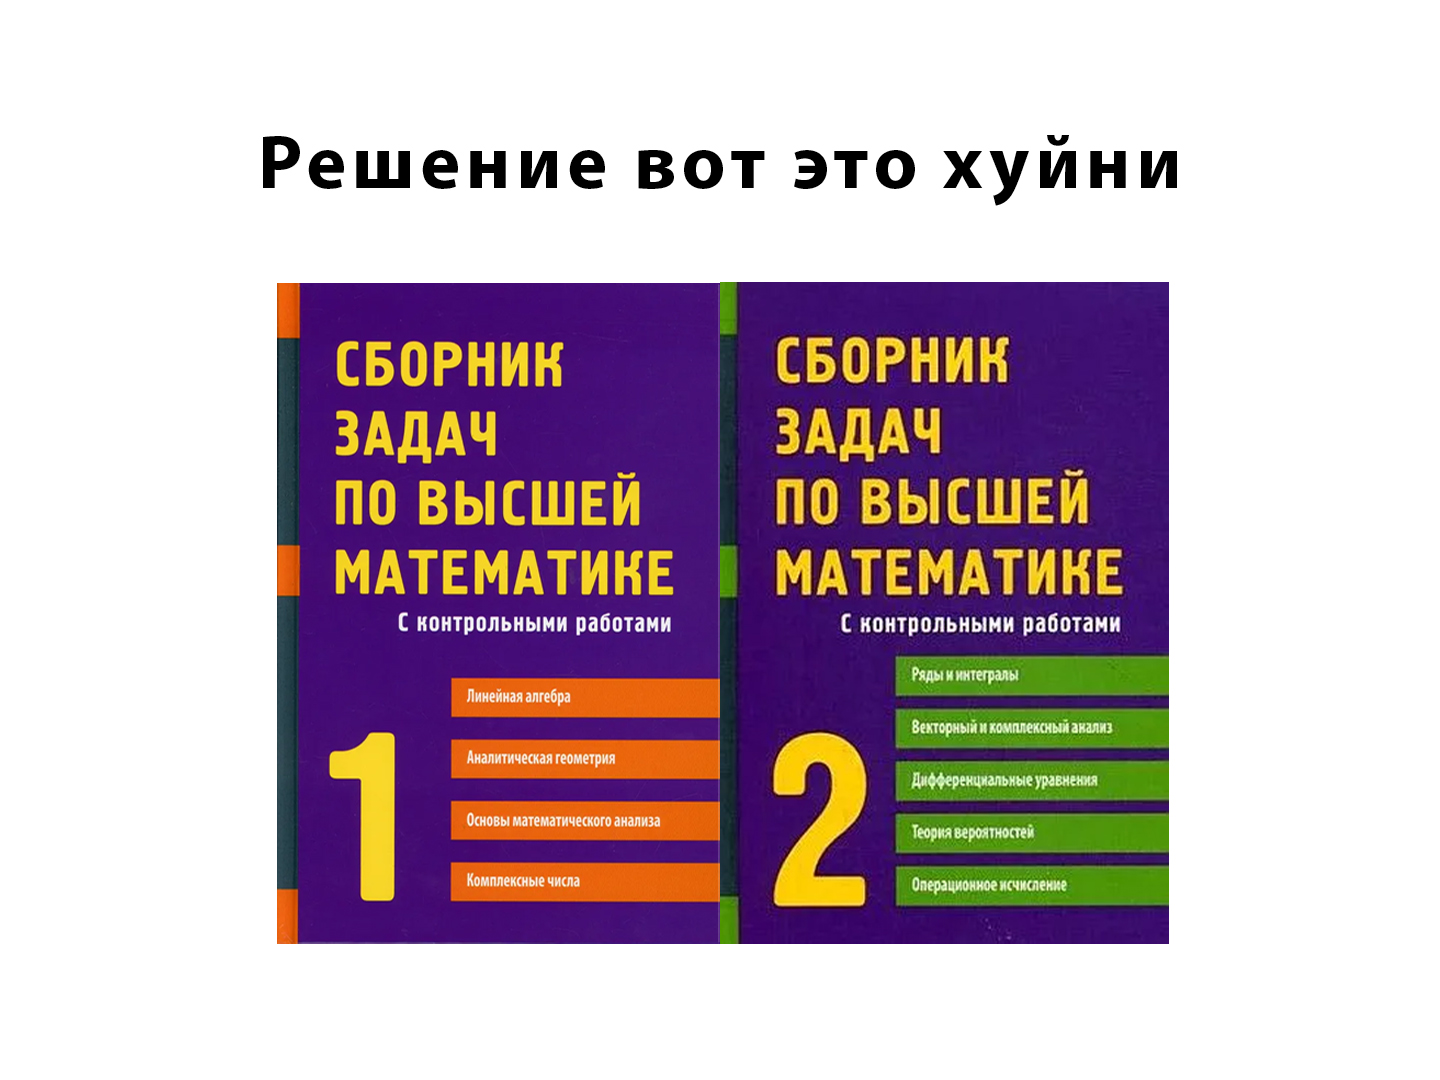 Решение вот это хуйни
СБОРНИК
ЗАДАЧ
ПО ВЫСШЕЙ
МАТЕМАТИКЕ
С контрольными работами
1
Линейная алгебра
Аналитическая геометрия
Основы математического анализа
Комплексные числа
СБОРНИК
ЗАДАЧ
ПО ВЫСШЕЙ
МАТЕМАТИКЕ
С контрольными работами
2
Ряды и интегралы
Векторный и комплексный анализ
Дифференциальные уравнения
Теория вероятностей
Операционное исчисление